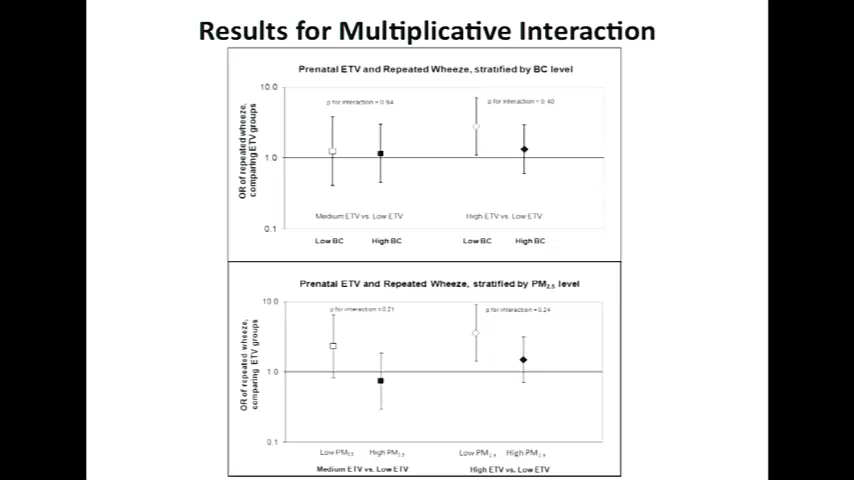 Results for Multiplicative Interaction
Prenatal ETV and Repeated Wheeze, stratified by BC level
OR of repeated wheeze,
comparing ETV groups
10.0
1.0
0.1
p for interaction = 0.94
p for interaction = 0.40
Medium ETV vs. Low ETV
High ETV vs. Low ETV
Low BC
High BC
Low BC
High BC
Prenatal ETV and Repeated Wheeze, stratified by PM2.5 level
OR of repeated wheeze,
comparing ETV groups
10.0
1.0
0.1
p for interaction = 0.21
p for interaction = 0.24
Low PM2.5
High PM2.5
Low PM2.5
High PM2.5
Medium ETV vs. Low ETV
High ETV vs. Low ETV